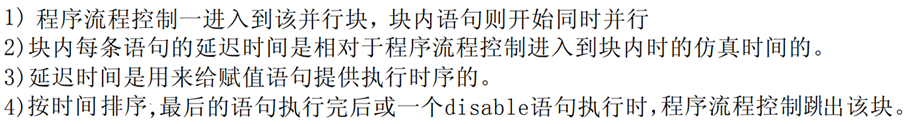 1) 程序流程控制一进入到该并行块，块内语句则开始同时并行
2)块内每条语句的延迟时间是相对于程序流程控制进入到块内时的仿真时间的。
3)延迟时间是用来给赋值语句提供执行时序的。
4)按时间排序,最后的语句执行完后或一个disable语句执行时,程序流程控制跳出该块。